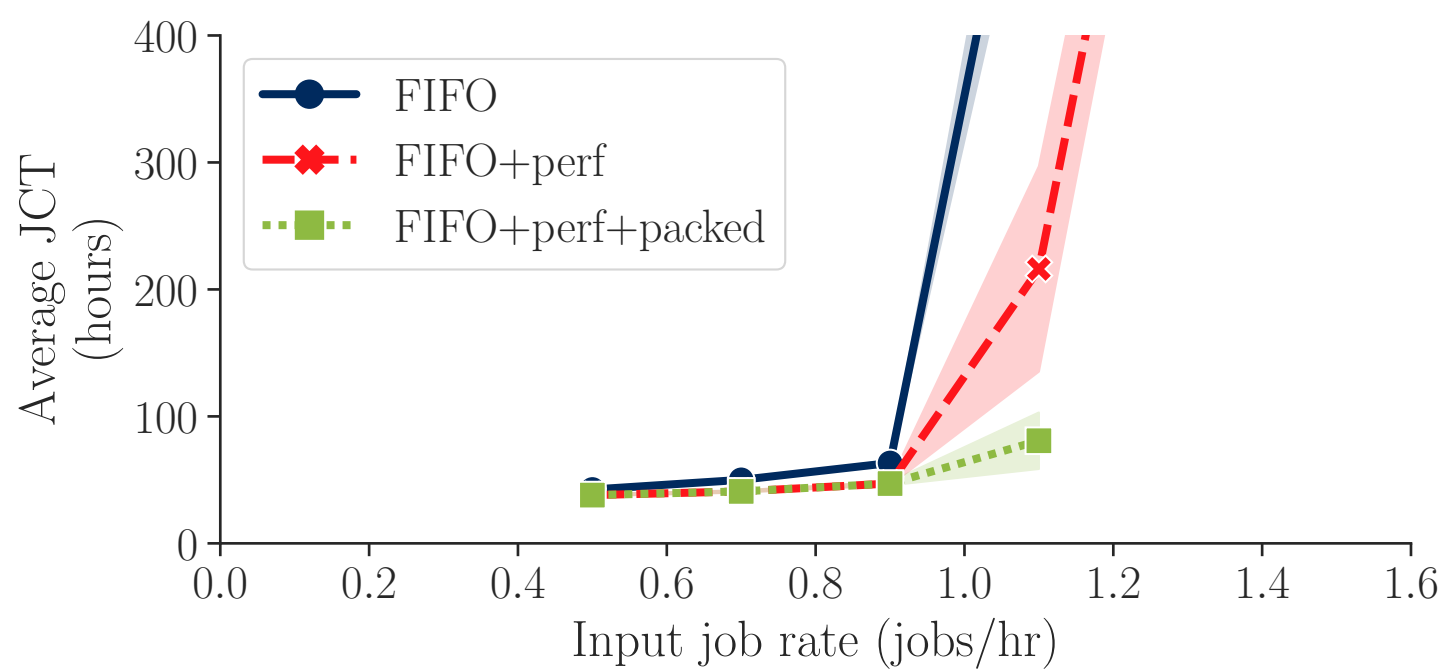 400
300
200
100
0
Average JCT
(hours)
FIFO
FIFO+perf
FIFO+perf+packed
0.0 0.2 0.4 0.6 0.8 1.0 1.2 1.4 1.6
Input job rate (jobs/hr)